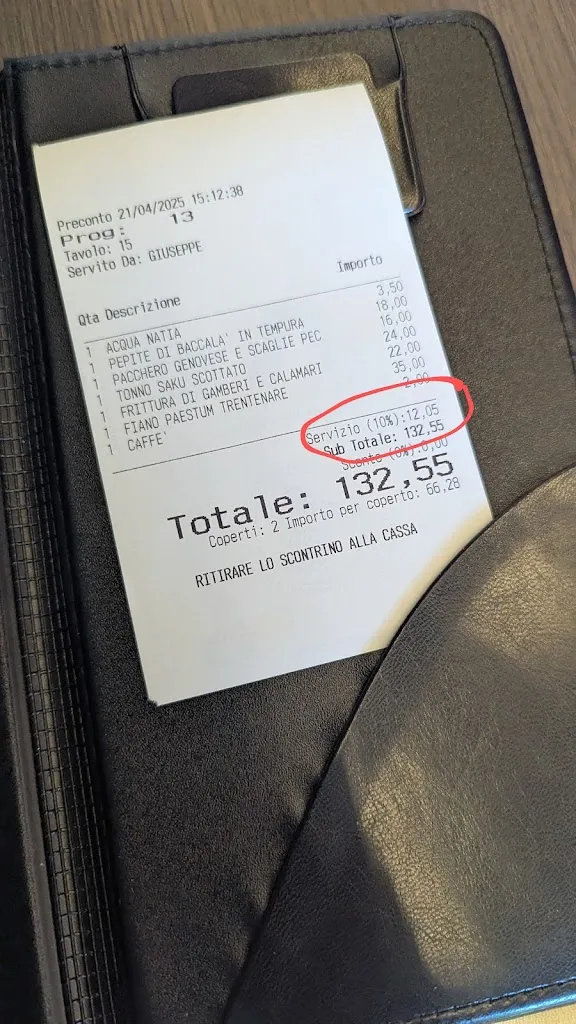 Preconto 21/04/2025 15:12:38
Prog: 13
Tavolo: 15
Servito Da: GIUSEPPE
Qta Descrizione Importo
1 ACQUA NATIA 3,50
1 PEPITE DI BACCALA' IN TEMPURA 18,00
1 PACCHERO GENOVESE E SCAGLIE PEC 16,00
1 TONNO SAKU SCOTTATO 24,00
1 FRITTURA DI GAMBERI E CALAMARI 22,00
1 FIANO PAESTUM TRENTENARE 35,00
1 CAFFE' 2,00
Servizio (10%):12,05
Sub Totale: 132,55
Sconto (0%):0,00
Totale: 132,55
Coperti: 2 Importo per coperto: 66,28
RITIRARE LO SCONTRINO ALLA CASSA